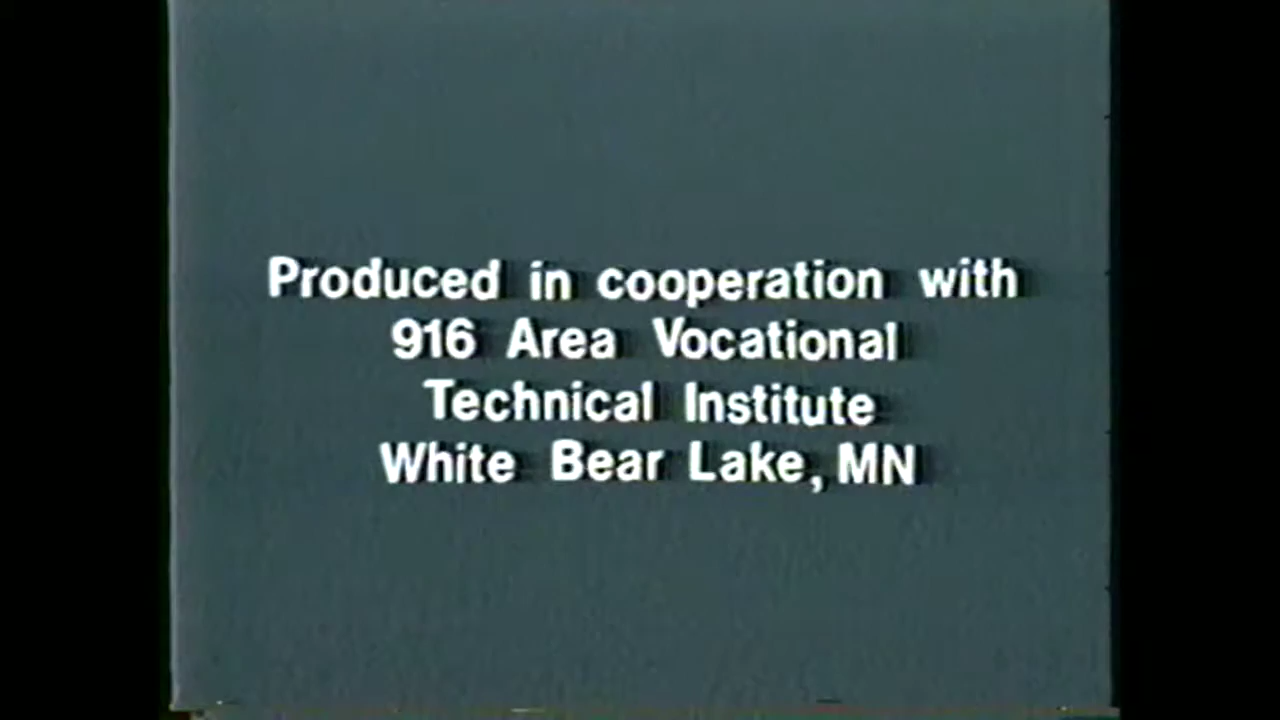 Produced in cooperation with
916 Area Vocational
Technical Institute
White Bear Lake, MN